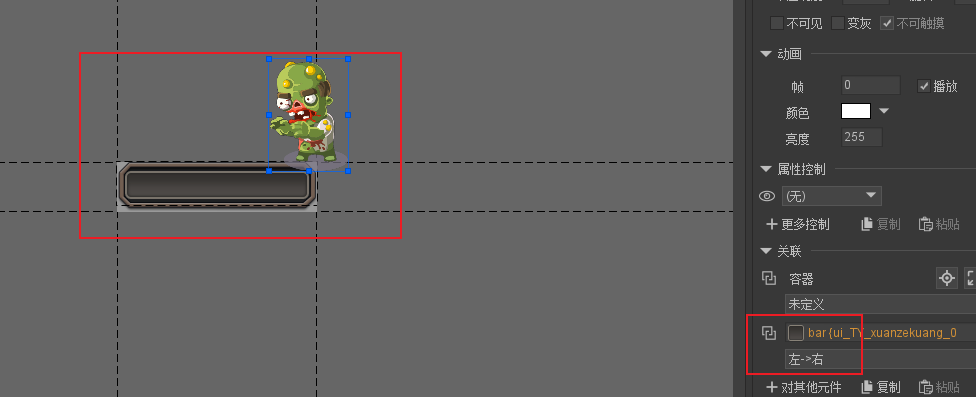 不可见 变灰 不可触摸
动画
帧 0 播放
颜色
亮度 255
属性控制
(无)
更多控制 复制 粘贴
关联
容器
未定义
bar{ui_TY_xuanzekuang_0
左->右
对其他元件 复制 粘贴